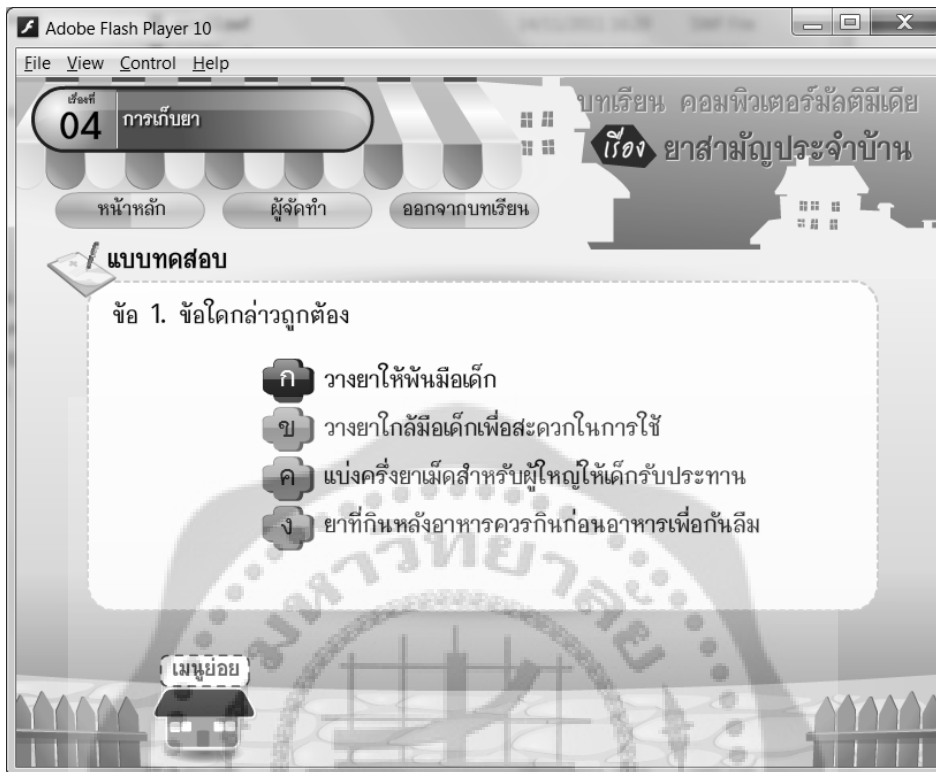 Adobe Flash Player 10
File View Control Help
เรื่องที่
04 การเก็บยา
บทเรียน คอมพิวเตอร์มัลติมีเดีย
เรื่อง ยาสามัญประจำบ้าน
หน้าหลัก ผู้จัดทำ ออกจากบทเรียน
แบบทดสอบ
ข้อ 1. ข้อใดกล่าวถูกต้อง
ก วางยาให้พ้นมือเด็ก
ข วางยาใกล้มือเด็กเพื่อสะดวกในการใช้
ค แบ่งครึ่งยาเม็ดสำหรับผู้ใหญ่ให้เด็กรับประทาน
ง ยาที่กินหลังอาหารควรกินก่อนอาหารเพื่อกันลืม
มหาวิทยาลัย
เมนูย่อย